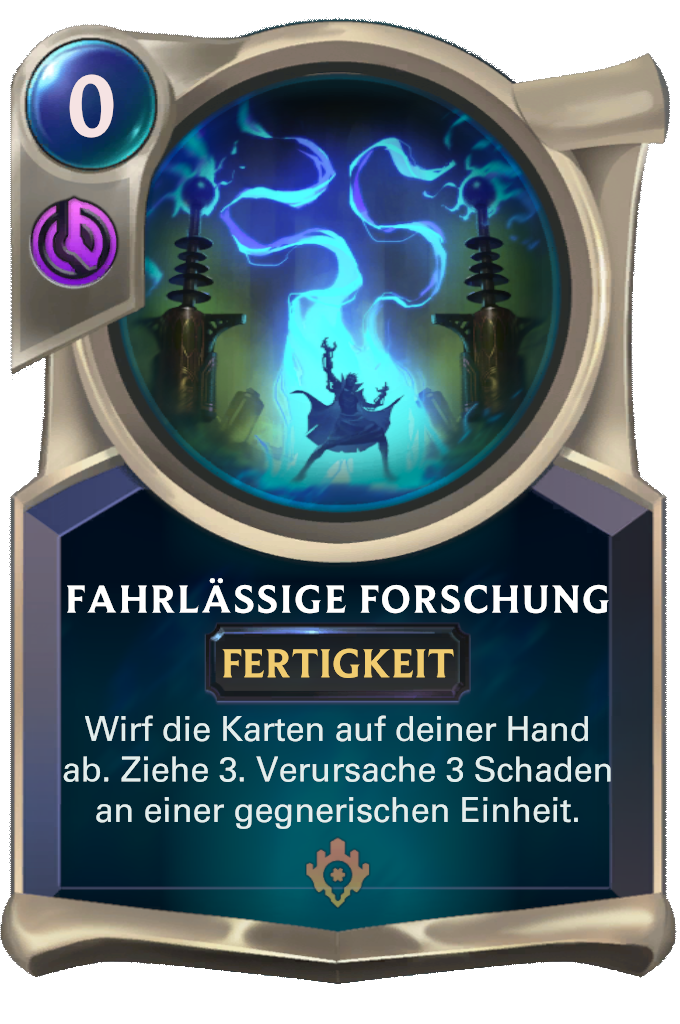 0
FAHRLÄSSIGE FORSCHUNG
FERTIGKEIT
Wirf die Karten auf deiner Hand
ab. Ziehe 3. Verursache 3 Schaden
an einer gegnerischen Einheit.